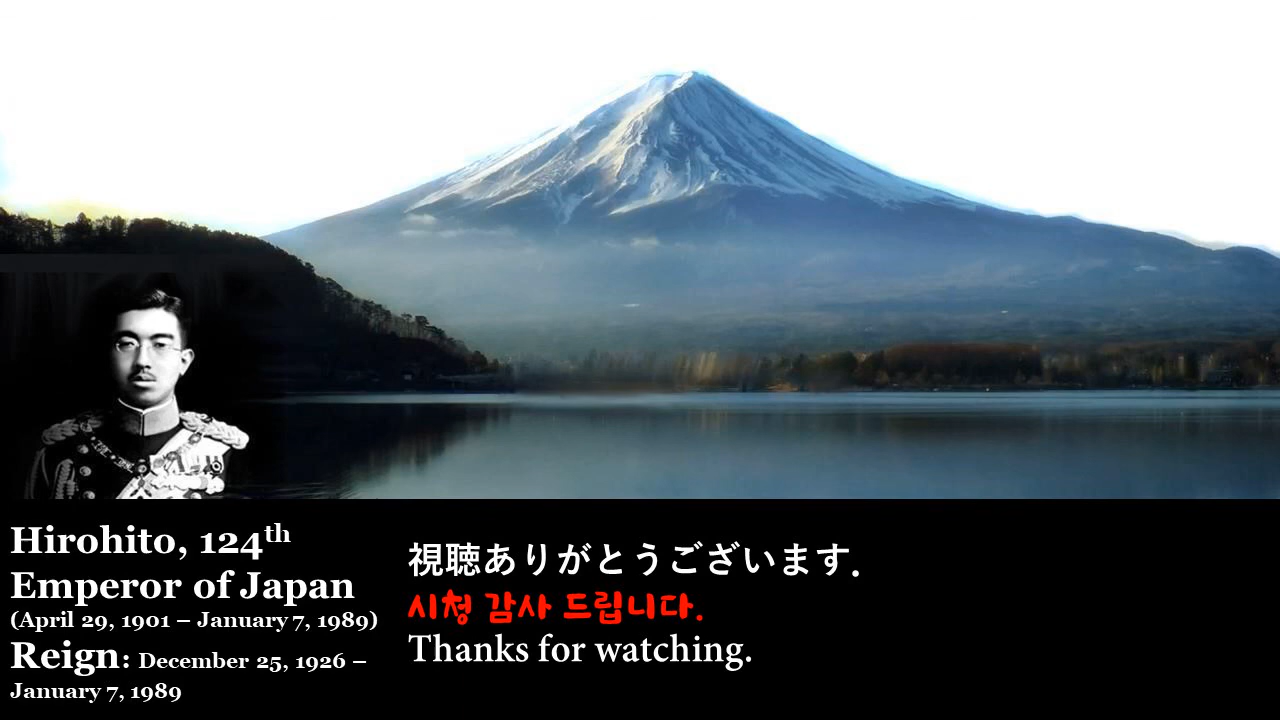 Hirohito, 124th
Emperor of Japan
(April 29, 1901 – January 7, 1989)
Reign: December 25, 1926 –
January 7, 1989
視聴ありがとうございます.
시청 감사 드립니다.
Thanks for watching.